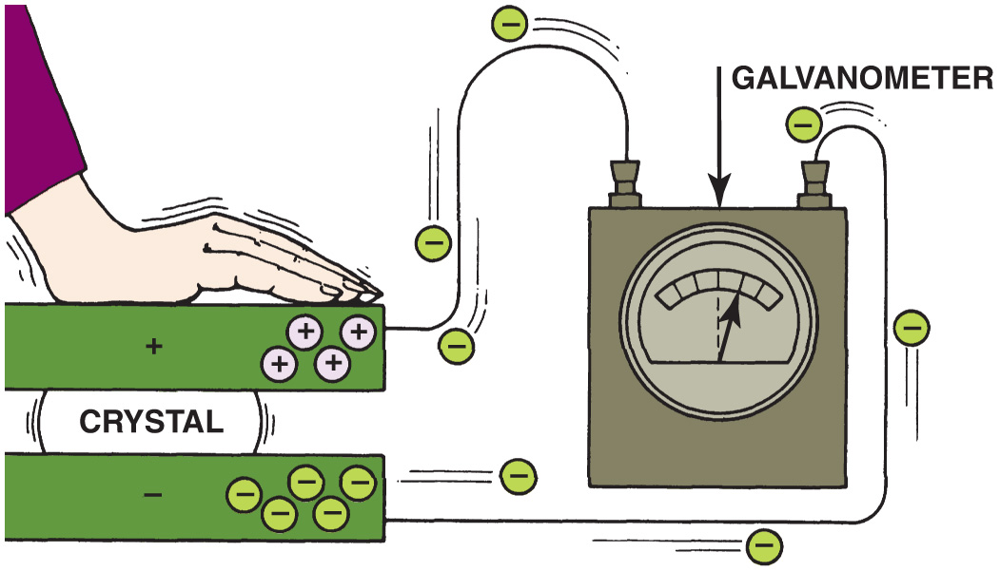 GALVANOMETER
− − − − − − −
+ + + + +
CRYSTAL
− − − − − − −
−